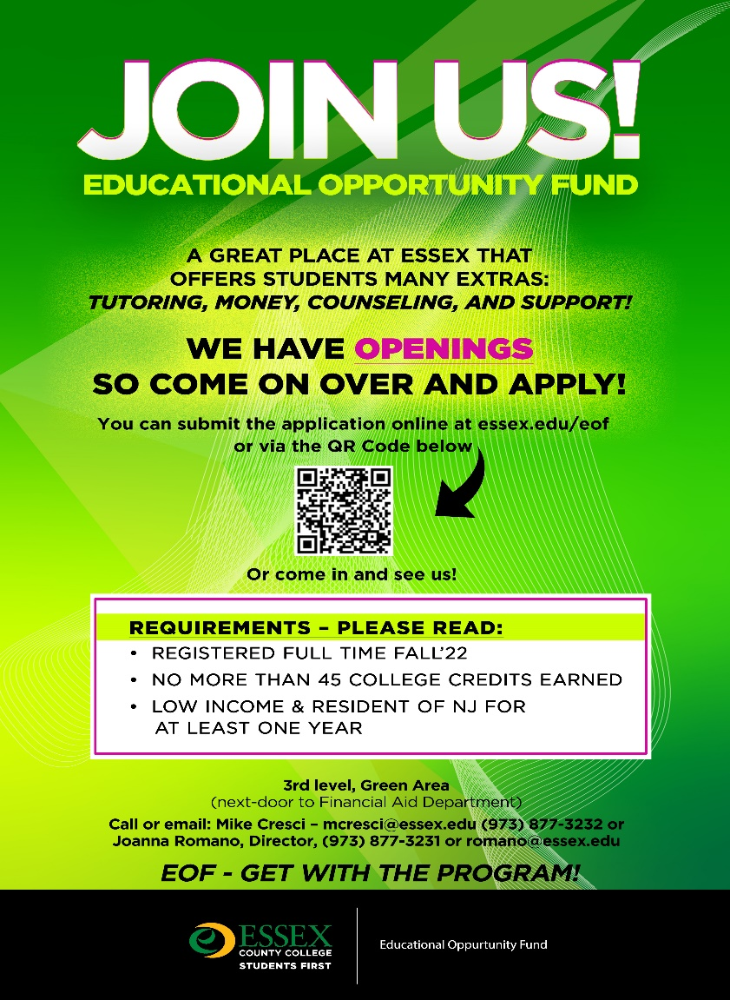 JOIN US!
EDUCATIONAL OPPORTUNITY FUND
A GREAT PLACE AT ESSEX THAT
OFFERS STUDENTS MANY EXTRAS:
TUTORING, MONEY, COUNSELING, AND SUPPORT!
WE HAVE OPENINGS
SO COME ON OVER AND APPLY!
You can submit the application online at essex.edu/eof
or via the QR Code below
Or come in and see us!
REQUIREMENTS – PLEASE READ:
• REGISTERED FULL TIME FALL’22
• NO MORE THAN 45 COLLEGE CREDITS EARNED
• LOW INCOME & RESIDENT OF NJ FOR
AT LEAST ONE YEAR
3rd level, Green Area
(next-door to Financial Aid Department)
Call or email: Mike Cresci – mcresci@essex.edu (973) 877-3232 or
Joanna Romano, Director, (973) 877-3231 or romano@essex.edu
EOF - GET WITH THE PROGRAM!
ESSEX
COUNTY COLLEGE
STUDENTS FIRST
Educational Opportunity Fund